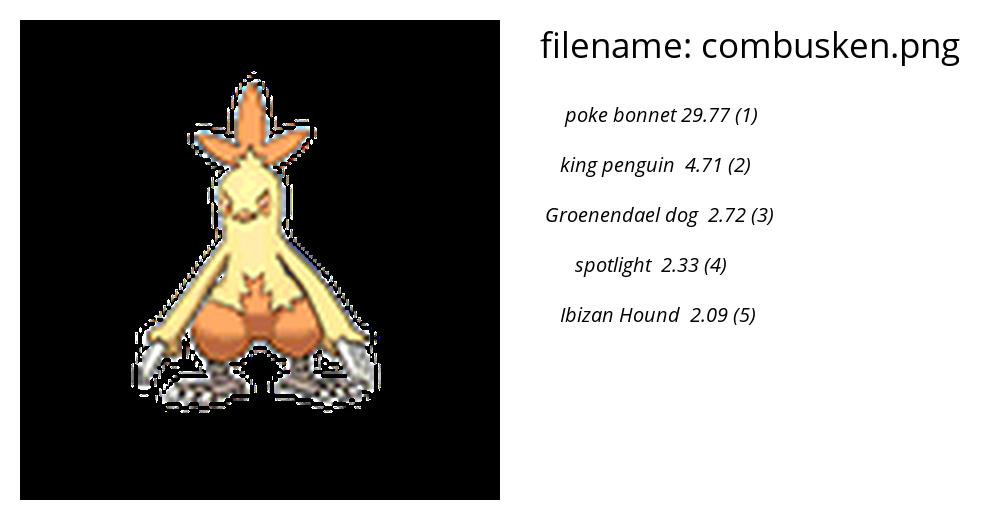 filename: combusken.png
poke bonnet 29.77 (1)
king penguin 4.71 (2)
Groenendael dog 2.72 (3)
spotlight 2.33 (4)
Ibizan Hound 2.09 (5)